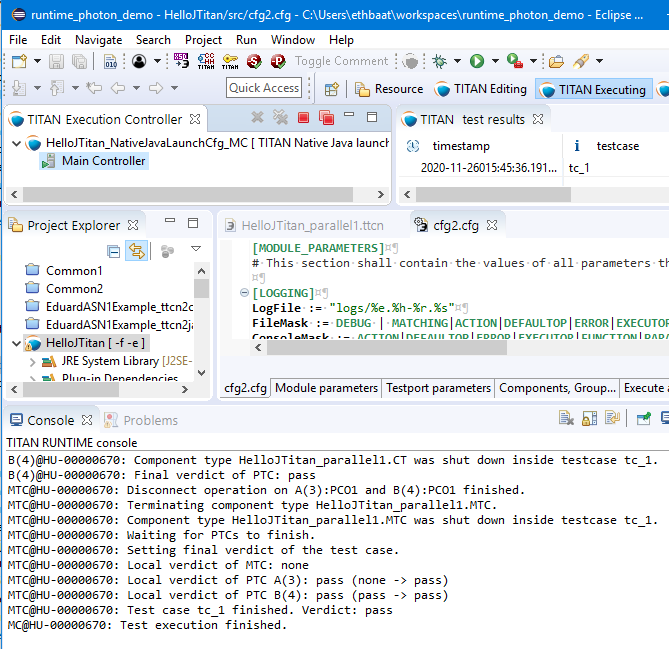 runtime_photon_demo - HelloJTitan/src/cfg2.cfg - C:\Users\ethbaat\workspaces\runtime_photon_demo - Eclipse ...
File Edit Navigate Search Project Run Window Help
Toggle Comment
Quick Access
Resource
TITAN Editing
TITAN Executing
TITAN Execution Controller
HelloJTitan_NativeJavaLaunchCfg_MC [ TITAN Native Java launch
Main Controller
TITAN test results
timestamp testcase
2020-11-26015:45:36.191... tc_1
Project Explorer
Common1
Common2
EduardASN1Example_ttcn2c
EduardASN1Example_ttcn2ja
HelloJTitan [ -f -e ]
JRE System Library [J2SE-
Plug-in Dependencies
HelloJTitan_parallel1.ttcn
cfg2.cfg
[MODULE_PARAMETERS]¤¶
#·This·section·shall·contain·the·values·of·all·parameters·th
¤¶
[LOGGING]¤¶
LogFile·:=·"logs/%e.%h-%r.%s"¤¶
FileMask·:=·DEBUG·|·MATCHING|ACTION|DEFAULTOP|ERROR|EXECUTOR
ConsoleMask·:=·ACTION|DEFAULTOP|ERROR|EXECUTOR|FUNCTION|PARA
cfg2.cfg Module parameters Testport parameters Components, Group... Execute a
Console
Problems
TITAN RUNTIME console
B(4)@HU-00000670: Component type HelloJTitan_parallel1.CT was shut down inside testcase tc_1.
B(4)@HU-00000670: Final verdict of PTC: pass
MTC@HU-00000670: Disconnect operation on A(3):PCO1 and B(4):PCO1 finished.
MTC@HU-00000670: Terminating component type HelloJTitan_parallel1.MTC.
MTC@HU-00000670: Component type HelloJTitan_parallel1.MTC was shut down inside testcase tc_1.
MTC@HU-00000670: Waiting for PTCs to finish.
MTC@HU-00000670: Setting final verdict of the test case.
MTC@HU-00000670: Local verdict of MTC: none
MTC@HU-00000670: Local verdict of PTC A(3): pass (none -> pass)
MTC@HU-00000670: Local verdict of PTC B(4): pass (pass -> pass)
MTC@HU-00000670: Test case tc_1 finished. Verdict: pass
MC@HU-00000670: Test execution finished.